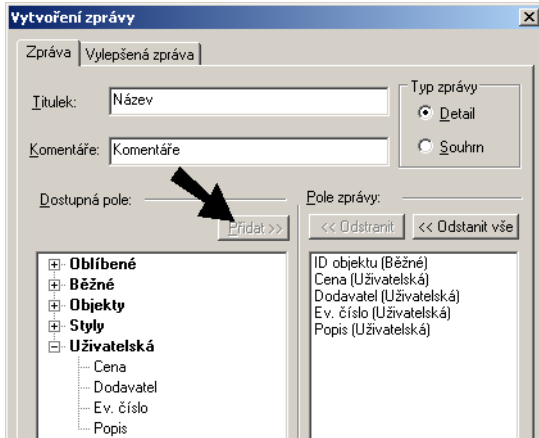 Vytvoření zprávy
Zpráva
Vylepšená zpráva
Titulek:
Název
Typ zprávy
Detail
Souhrn
Komentáře:
Komentáře
Dostupná pole:
Přidat >>
Pole zprávy:
<< Odstranit
<< Odstanit vše
Oblíbené
Běžné
Objekty
Styly
Uživatelská
Cena
Dodavatel
Ev. číslo
Popis
ID objektu (Běžné)
Cena (Uživatelská)
Dodavatel (Uživatelská)
Ev. číslo (Uživatelská)
Popis (Uživatelská)